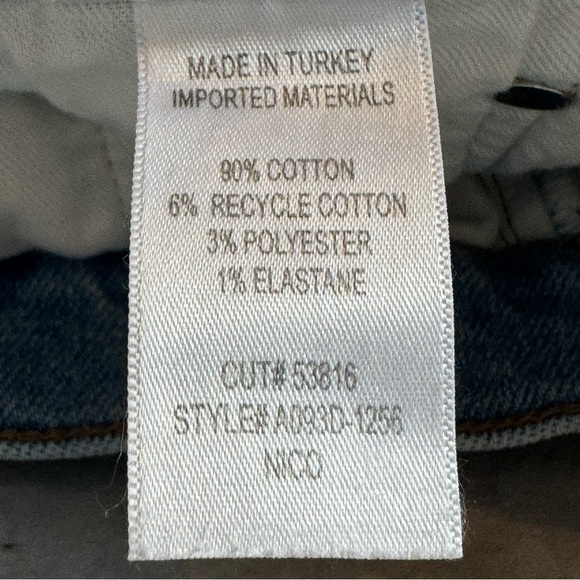 MADE IN TURKEY
IMPORTED MATERIALS
90% COTTON
6% RECYCLE COTTON
3% POLYESTER
1% ELASTANE
CUT# 53816
STYLE# A093D-1256
NICO